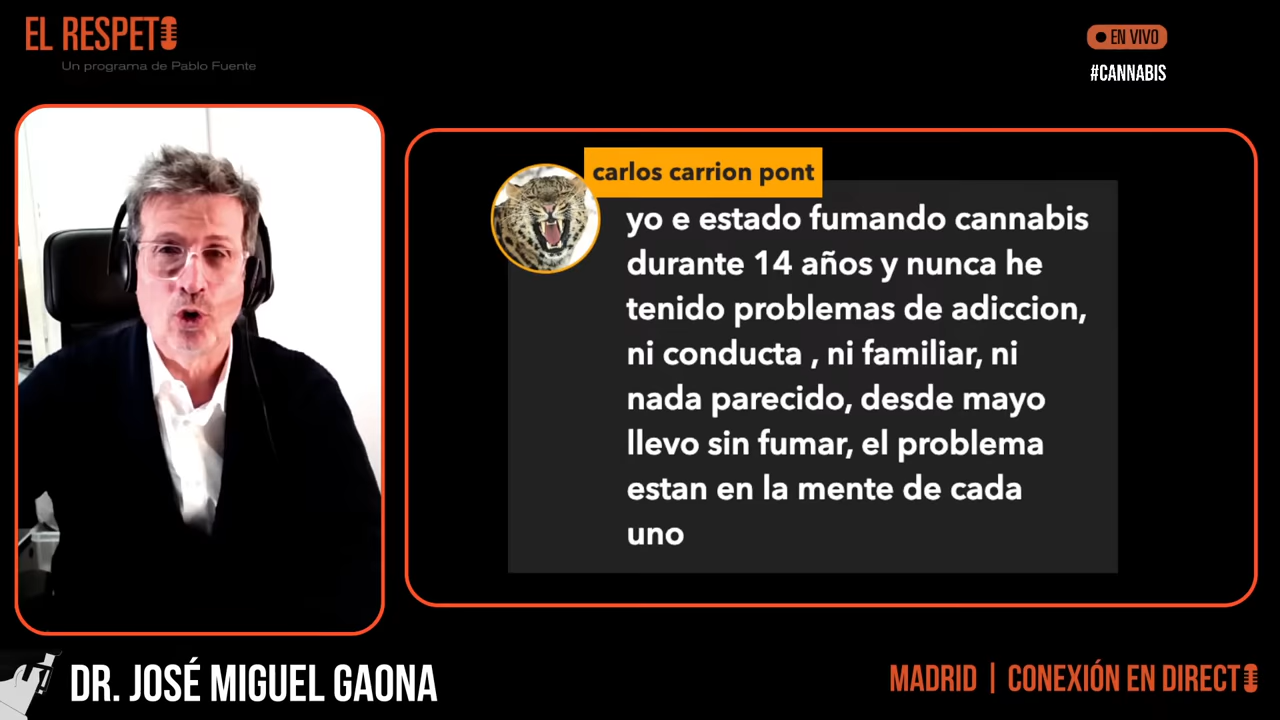 EL RESPETO
Un programa de Pablo Fuente
EN VIVO
#CANNABIS
carlos carrion pont
yo e estado fumando cannabis
durante 14 años y nunca he
tenido problemas de adiccion,
ni conducta , ni familiar, ni
nada parecido, desde mayo
llevo sin fumar, el problema
estan en la mente de cada
uno
DR. JOSÉ MIGUEL GAONA
MADRID | CONEXIÓN EN DIRECTO